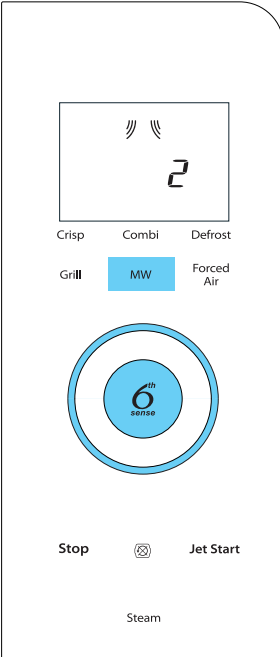 2
Crisp Combi Defrost
Grill MW Forced Air
6th sense
Stop Jet Start
Steam